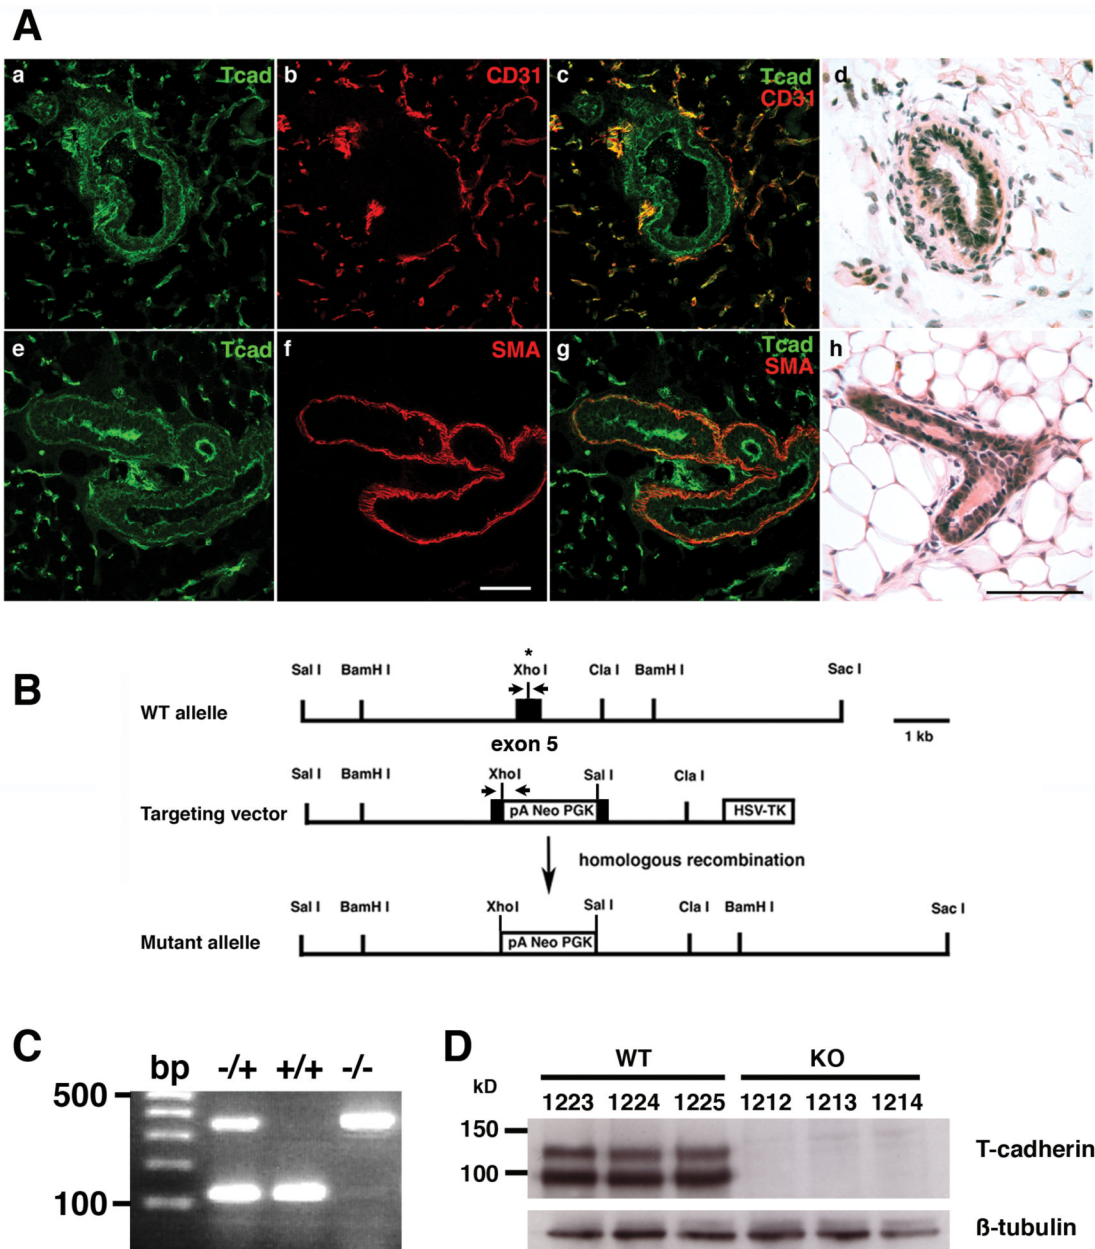 A
a Tcad
b CD31
c Tcad
CD31
d
e Tcad
f SMA
g Tcad
SMA
h
B
Sal I BamH I *
Xho I Cla I BamH I Sac I
WT allele
exon 5
1 kb
Sal I BamH I XhoI Sal I Cla I
Targeting vector
pA Neo PGK
HSV-TK
homologous recombination
Sal I BamH I XhoI Sal I Cla I BamH I Sac I
Mutant allele
pA Neo PGK
C
bp -/+ +/+ -/-
500
100
D
WT KO
kD
1223 1224 1225 1212 1213 1214
150
100
T-cadherin
ß-tubulin